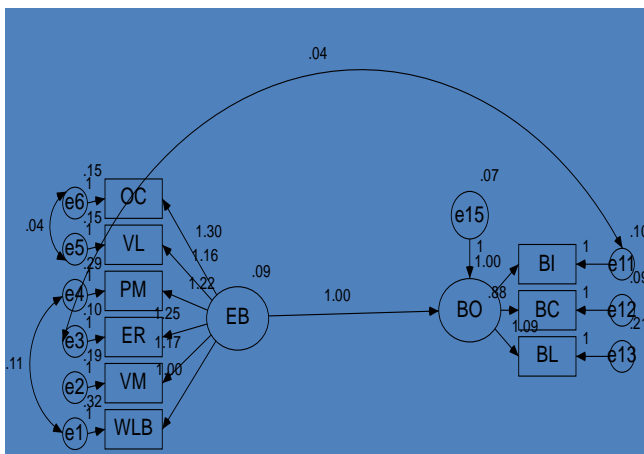 .04
.15
1
OC
e6
.07
.04
.15
1
VL
e5
1.30
e15
1.16
1
1.00
BI
1
.10
e11
.29
1
PM
e4
1.22
.09
EB
1.00
BO
.88
BC
1
.09
e12
.10
1
ER
e3
1.25
1.17
1.09
BL
1
.21
e13
.11
.19
1
VM
e2
1.00
.32
1
WLB
e1